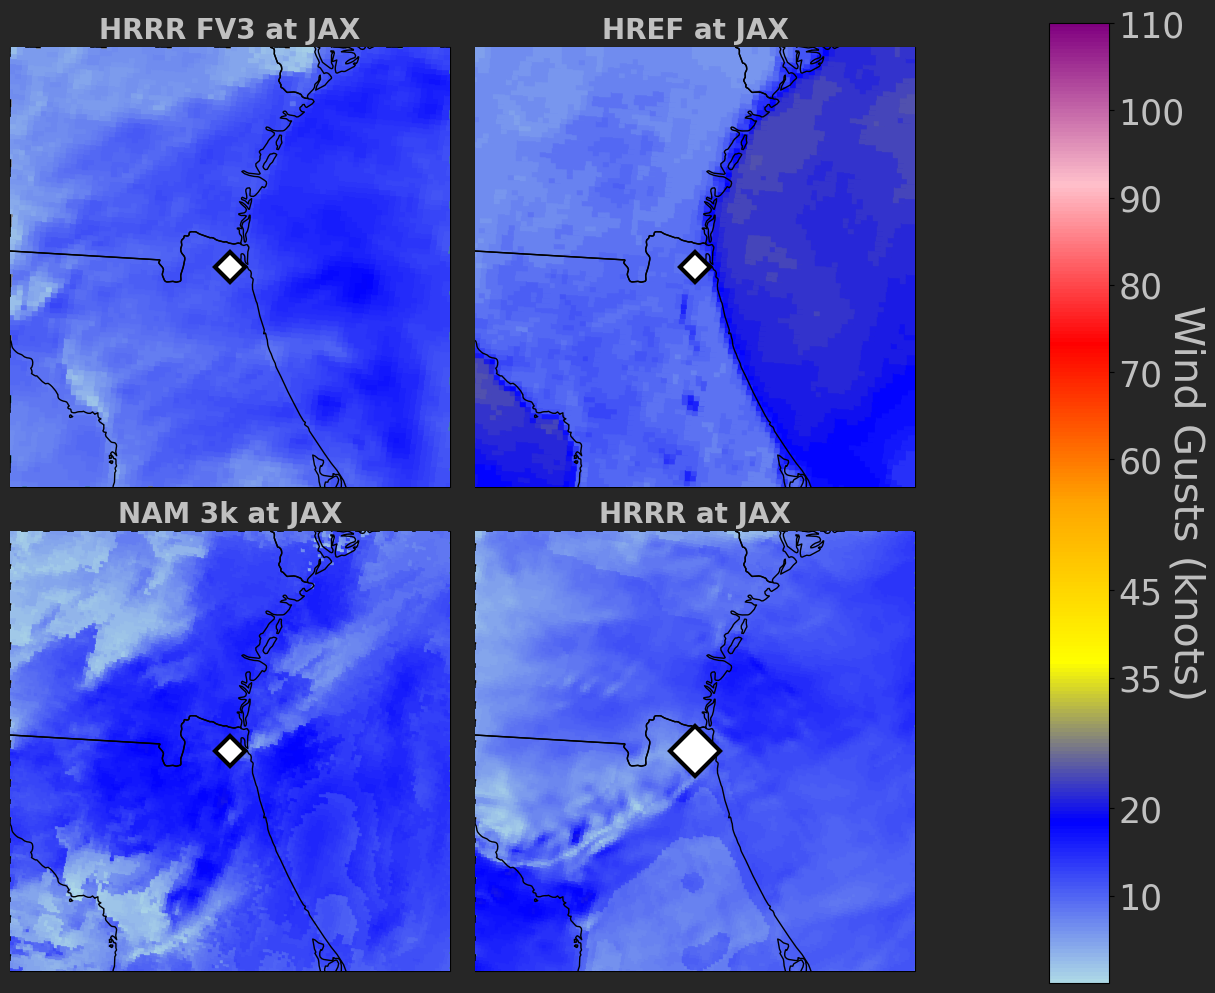 HRRR FV3 at JAX
HREF at JAX
NAM 3k at JAX
HRRR at JAX
110
100
90
80
70
60
45
35
20
10
Wind Gusts (knots)